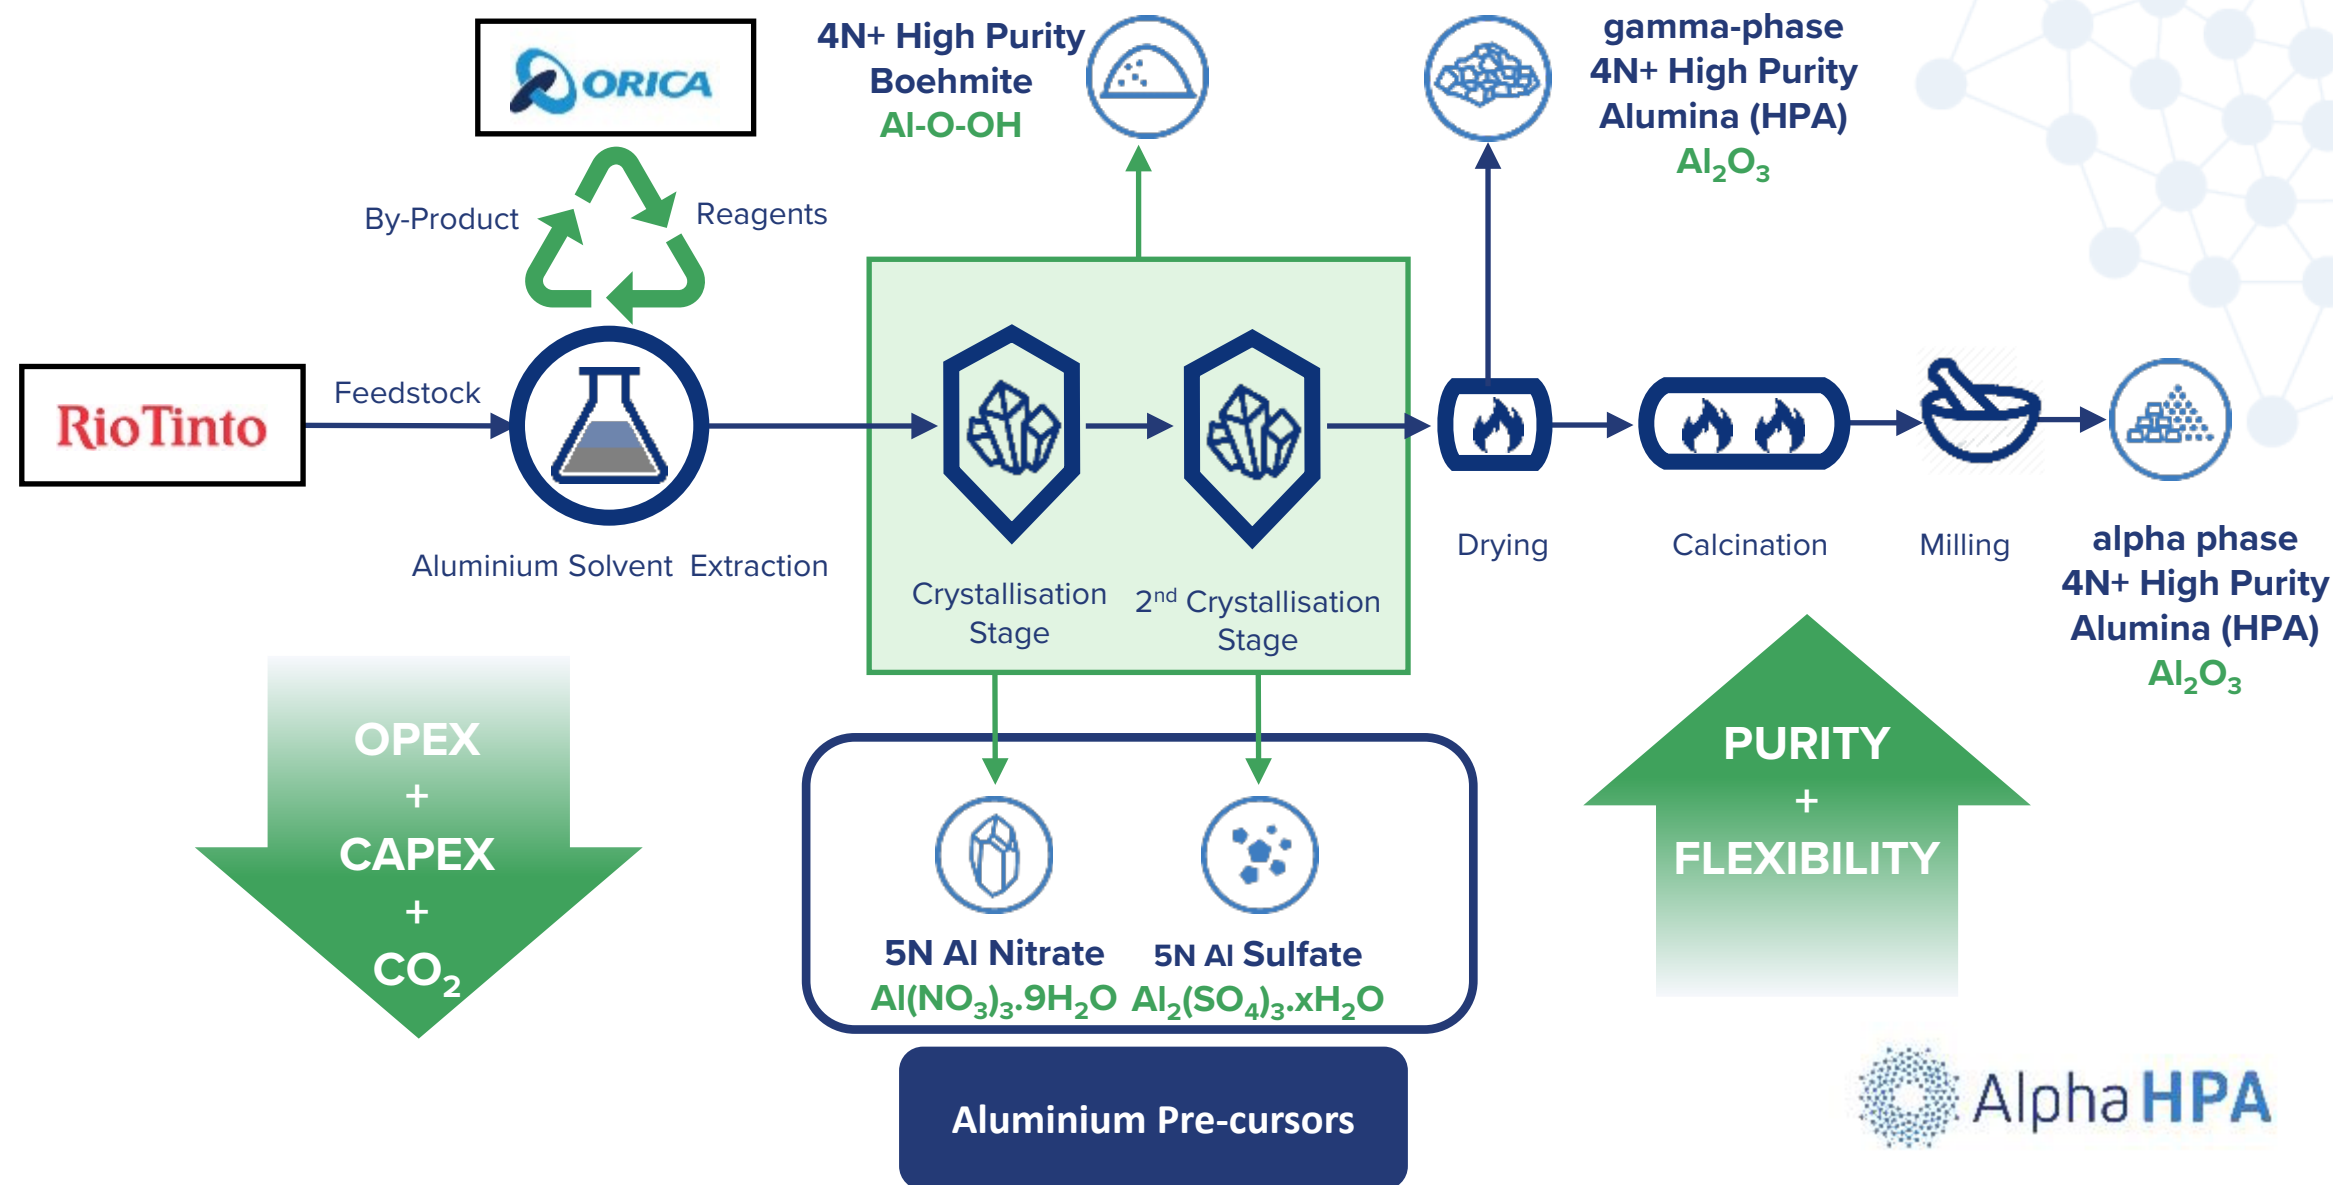 ORICA
4N+ High Purity
Boehmite
Al-O-OH
gamma-phase
4N+ High Purity
Alumina (HPA)
Al₂O₃
By-Product
Reagents
RioTinto
Feedstock
Aluminium Solvent Extraction
Crystallisation
Stage
2ⁿᵈ Crystallisation
Stage
Drying
Calcination
Milling
alpha phase
4N+ High Purity
Alumina (HPA)
Al₂O₃
OPEX
+
CAPEX
+
CO₂
PURITY
+
FLEXIBILITY
5N Al Nitrate
Al(NO₃)₃.9H₂O
5N Al Sulfate
Al₂(SO₄)₃.xH₂O
Aluminium Pre-cursors
AlphaHPA